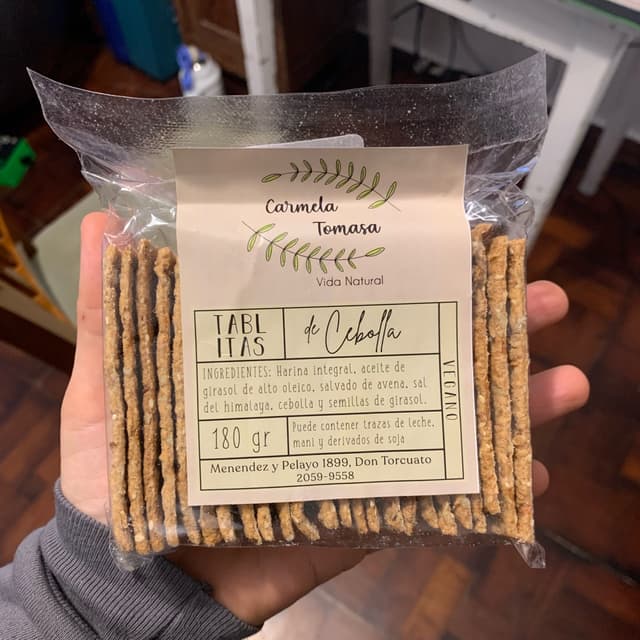 Carmela
Tomasa
Vida Natural
TABL
ITAS
de Cebolla
INGREDIENTES: Harina integral, aceite de
girasol de alto oleico, salvado de avena, sal
del himalaya, cebolla y semillas de girasol.
VEGANO
180 gr
Puede contener trazas de leche,
mani y derivados de soja
Menendez y Pelayo 1899, Don Torcuato
2059-9558